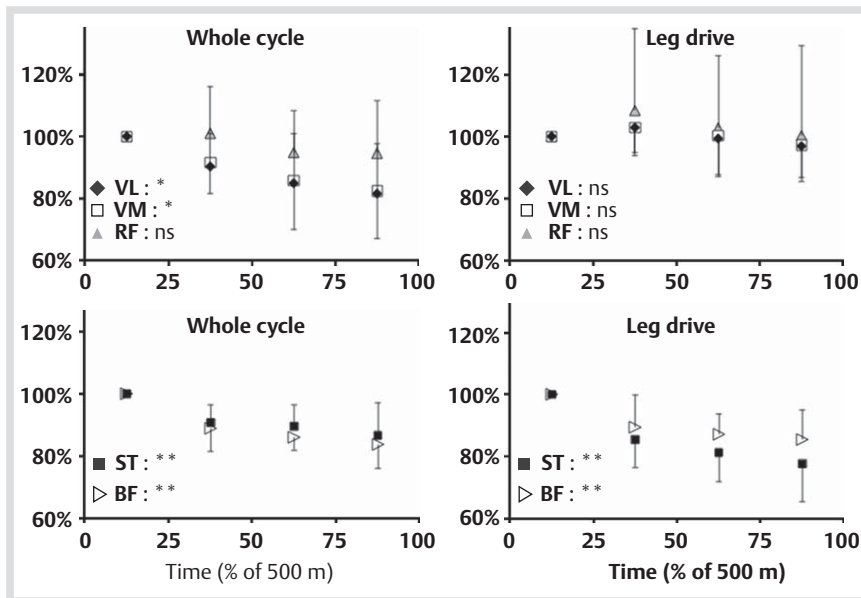 Whole cycle
120%
100%
80%
60%
VL : *
VM : *
RF : ns
0 25 50 75 100
Leg drive
120%
100%
80%
60%
VL : ns
VM : ns
RF : ns
0 25 50 75 100
Whole cycle
120%
100%
80%
60%
ST : **
BF : **
0 25 50 75 100
Time (% of 500 m)
Leg drive
120%
100%
80%
60%
ST : **
BF : **
0 25 50 75 100
Time (% of 500 m)